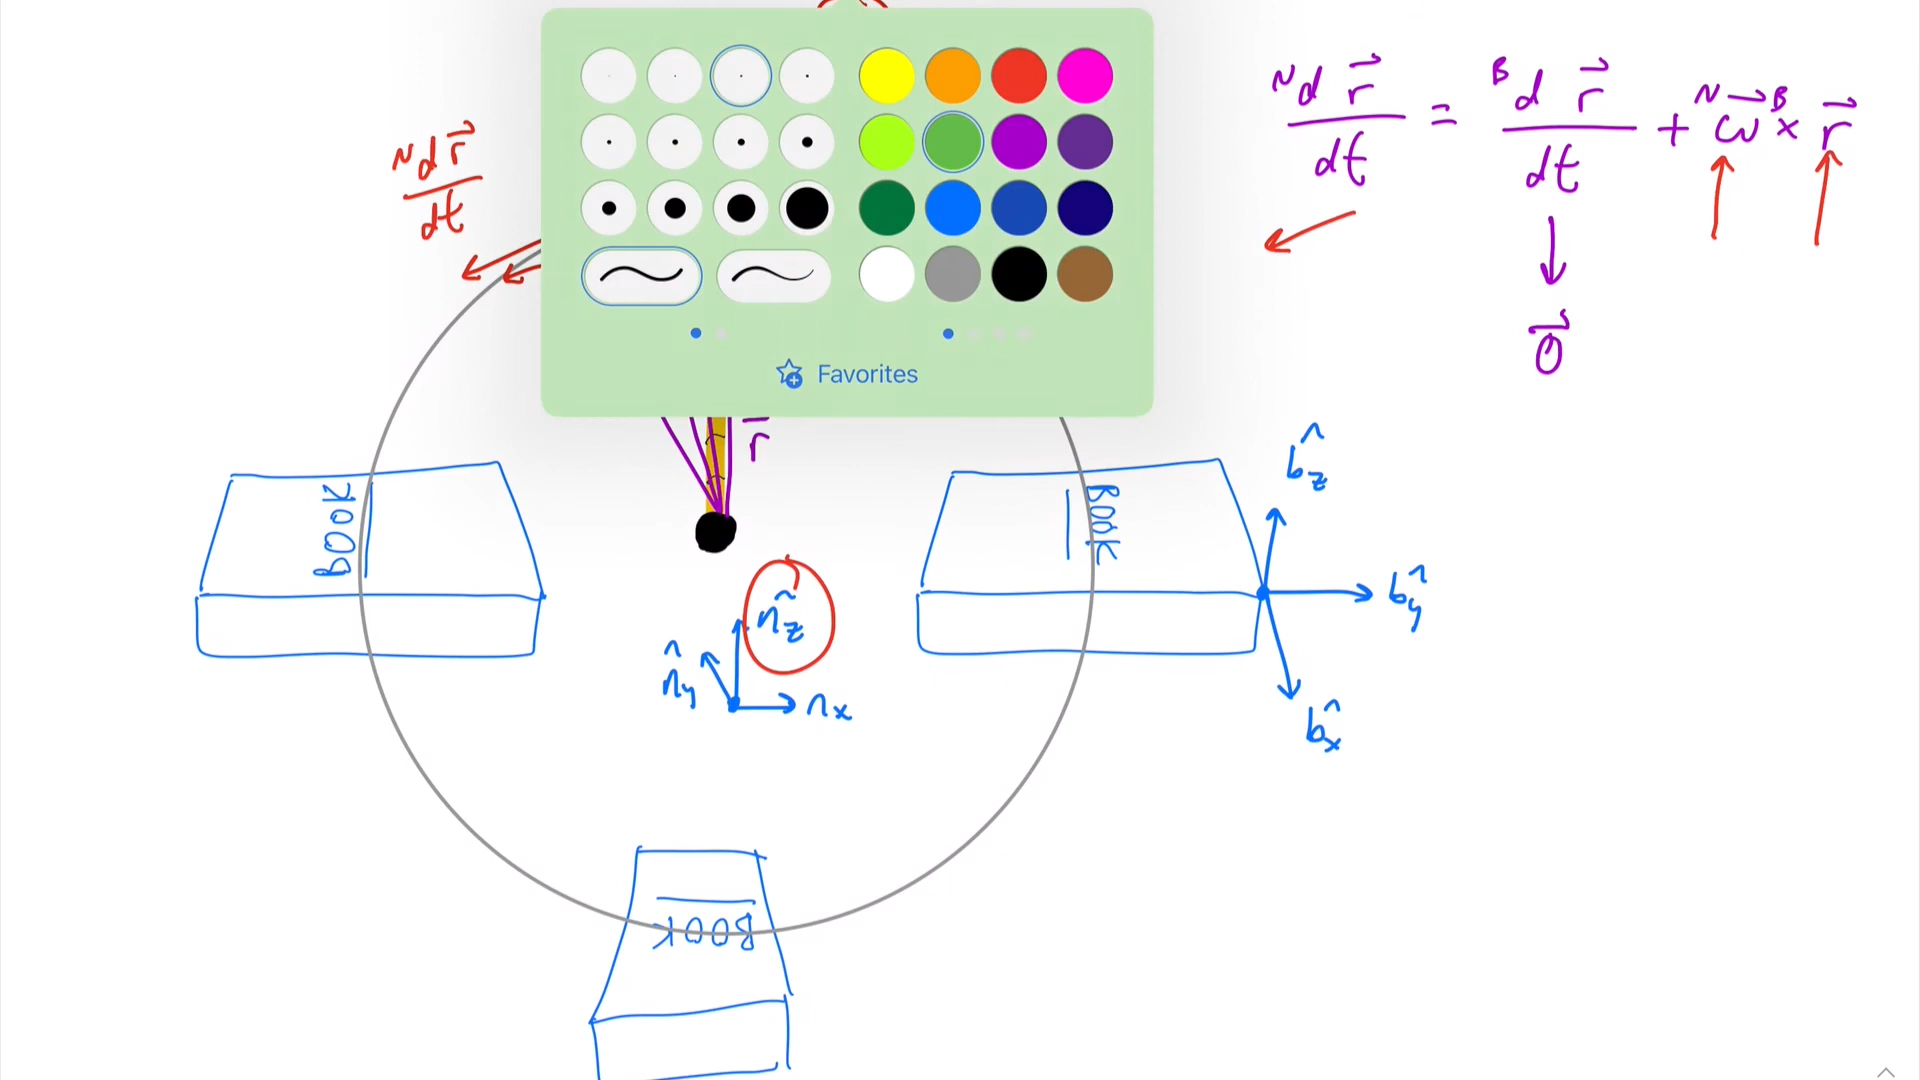 ᴺd r⃗ / dt = ᴮd r⃗ / dt + ᴺω⃗ᴮ × r⃗
0⃗
ᴺd r⃗ / dt
Favorites
r⃗
b̂z
BOOK
BOOK
b̂y
n̂z
n̂y
nx
b̂x
BOOK